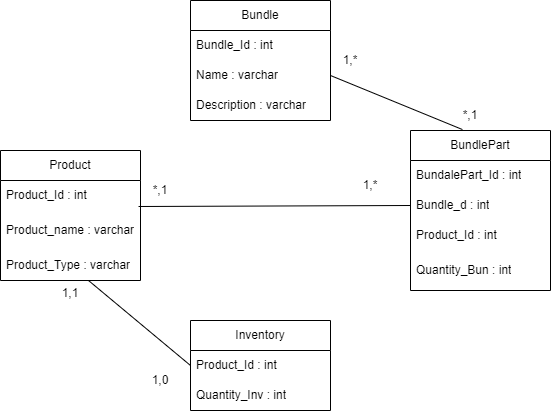 Bundle
Bundle_Id : int
Name : varchar
Description : varchar
1,*
*,1
BundlePart
BundalePart_Id : int
Bundle_d : int
Product_Id : int
Quantity_Bun : int
Product
Product_Id : int
Product_name : varchar
Product_Type : varchar
*,1
1,*
1,1
1,0
Inventory
Product_Id : int
Quantity_Inv : int